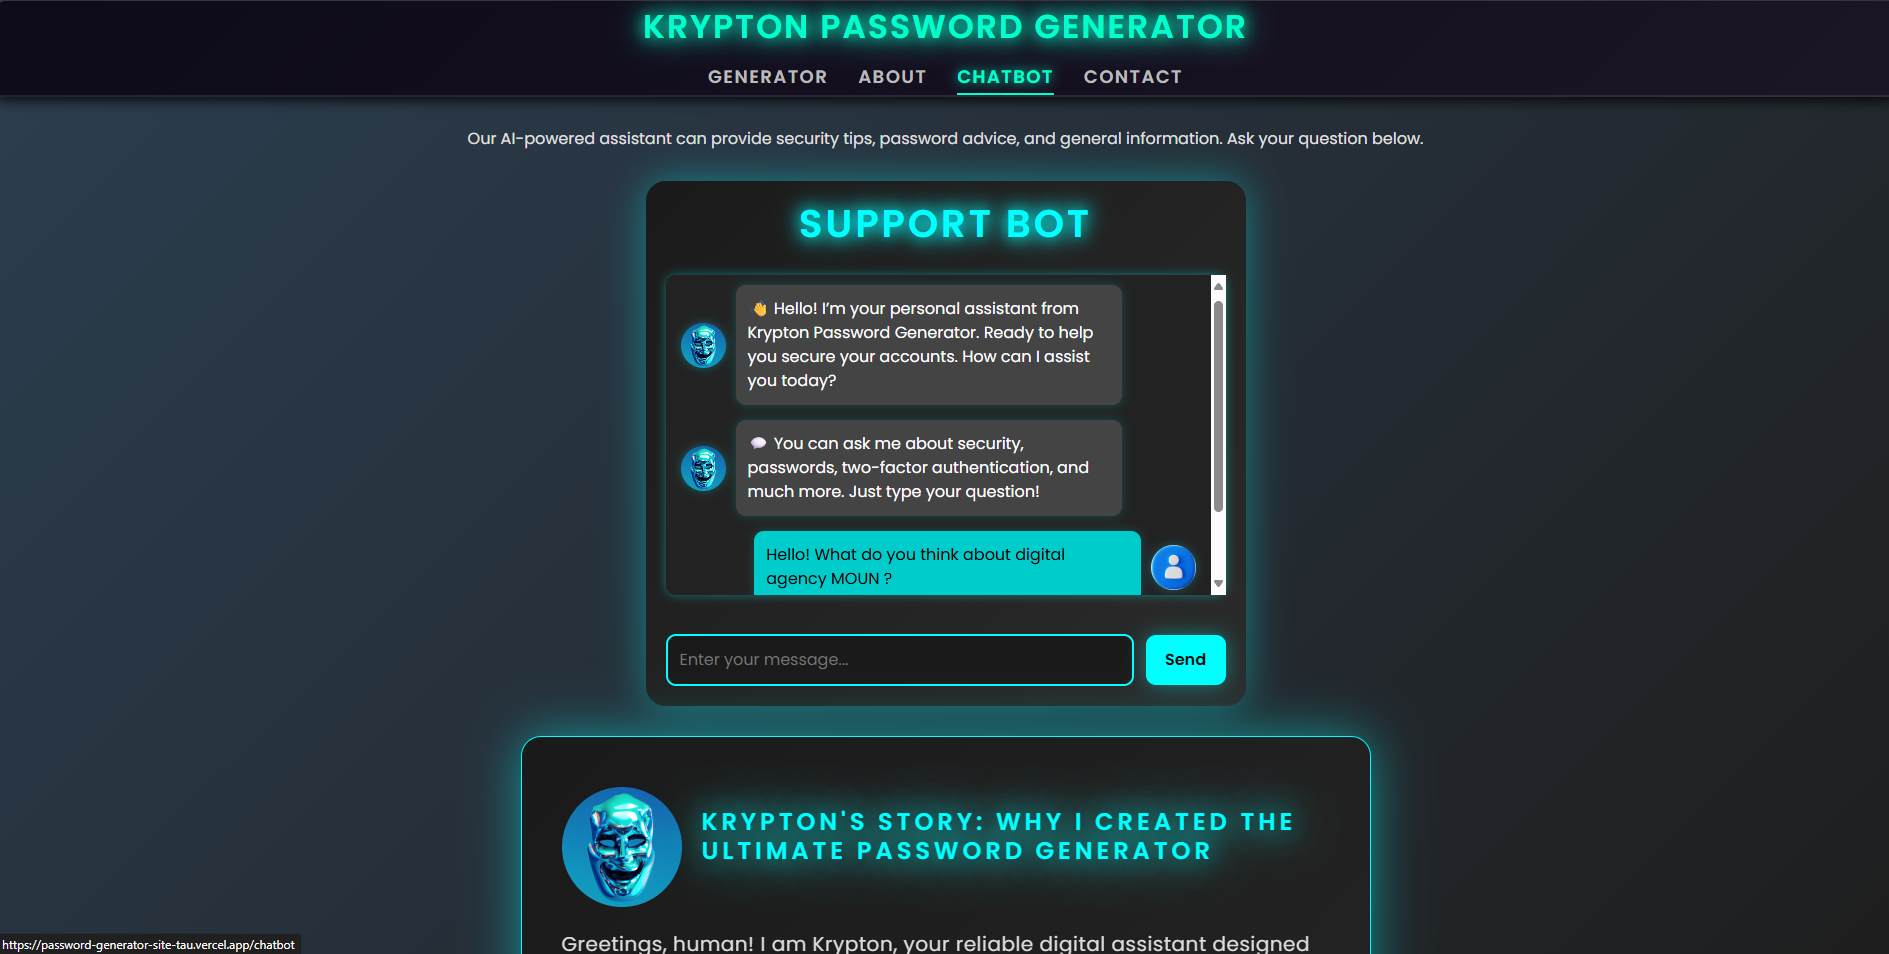 KRYPTON PASSWORD GENERATOR
GENERATOR ABOUT CHATBOT CONTACT
Our AI-powered assistant can provide security tips, password advice, and general information. Ask your question below.
SUPPORT BOT
👋 Hello! I’m your personal assistant from
Krypton Password Generator. Ready to help
you secure your accounts. How can I assist
you today?
💬 You can ask me about security,
passwords, two-factor authentication, and
much more. Just type your question!
Hello! What do you think about digital
agency MOUN ?
Enter your message...
Send
KRYPTON'S STORY: WHY I CREATED THE
ULTIMATE PASSWORD GENERATOR
Greetings, human! I am Krypton, your reliable digital assistant designed
https://password-generator-site-tau.vercel.app/chatbot